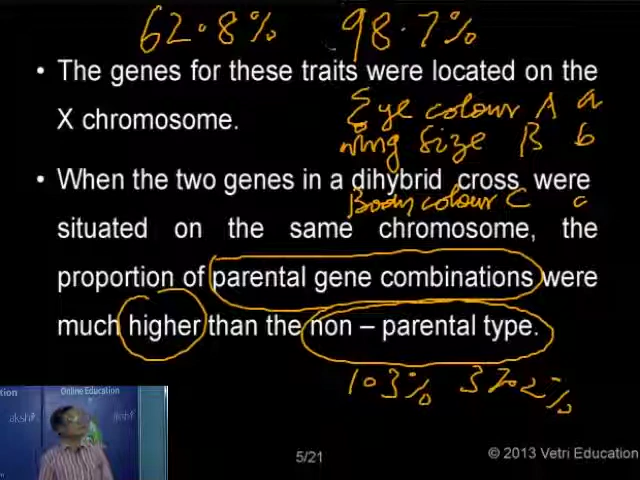 62.8% 98.7%
• The genes for these traits were located on the
X chromosome.
Eye colour A a
wing size B b
• When the two genes in a dihybrid cross were
Body colour C c
situated on the same chromosome, the
proportion of parental gene combinations were
much higher than the non – parental type.
1.3% 37.2%
Online Education
5/21
© 2013 Vetri Education